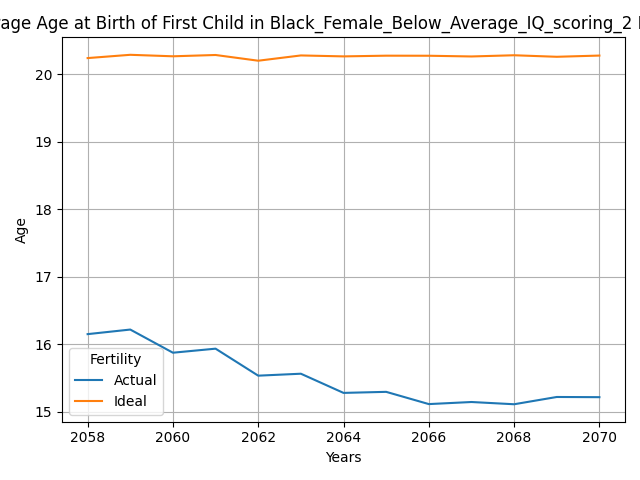 Age at Birth of First Child in Black_Female_Below_Average_IQ_scoring_2
20
19
18
17
16
15
Age
Fertility
Actual
Ideal
2058 2060 2062 2064 2066 2068 2070
Years